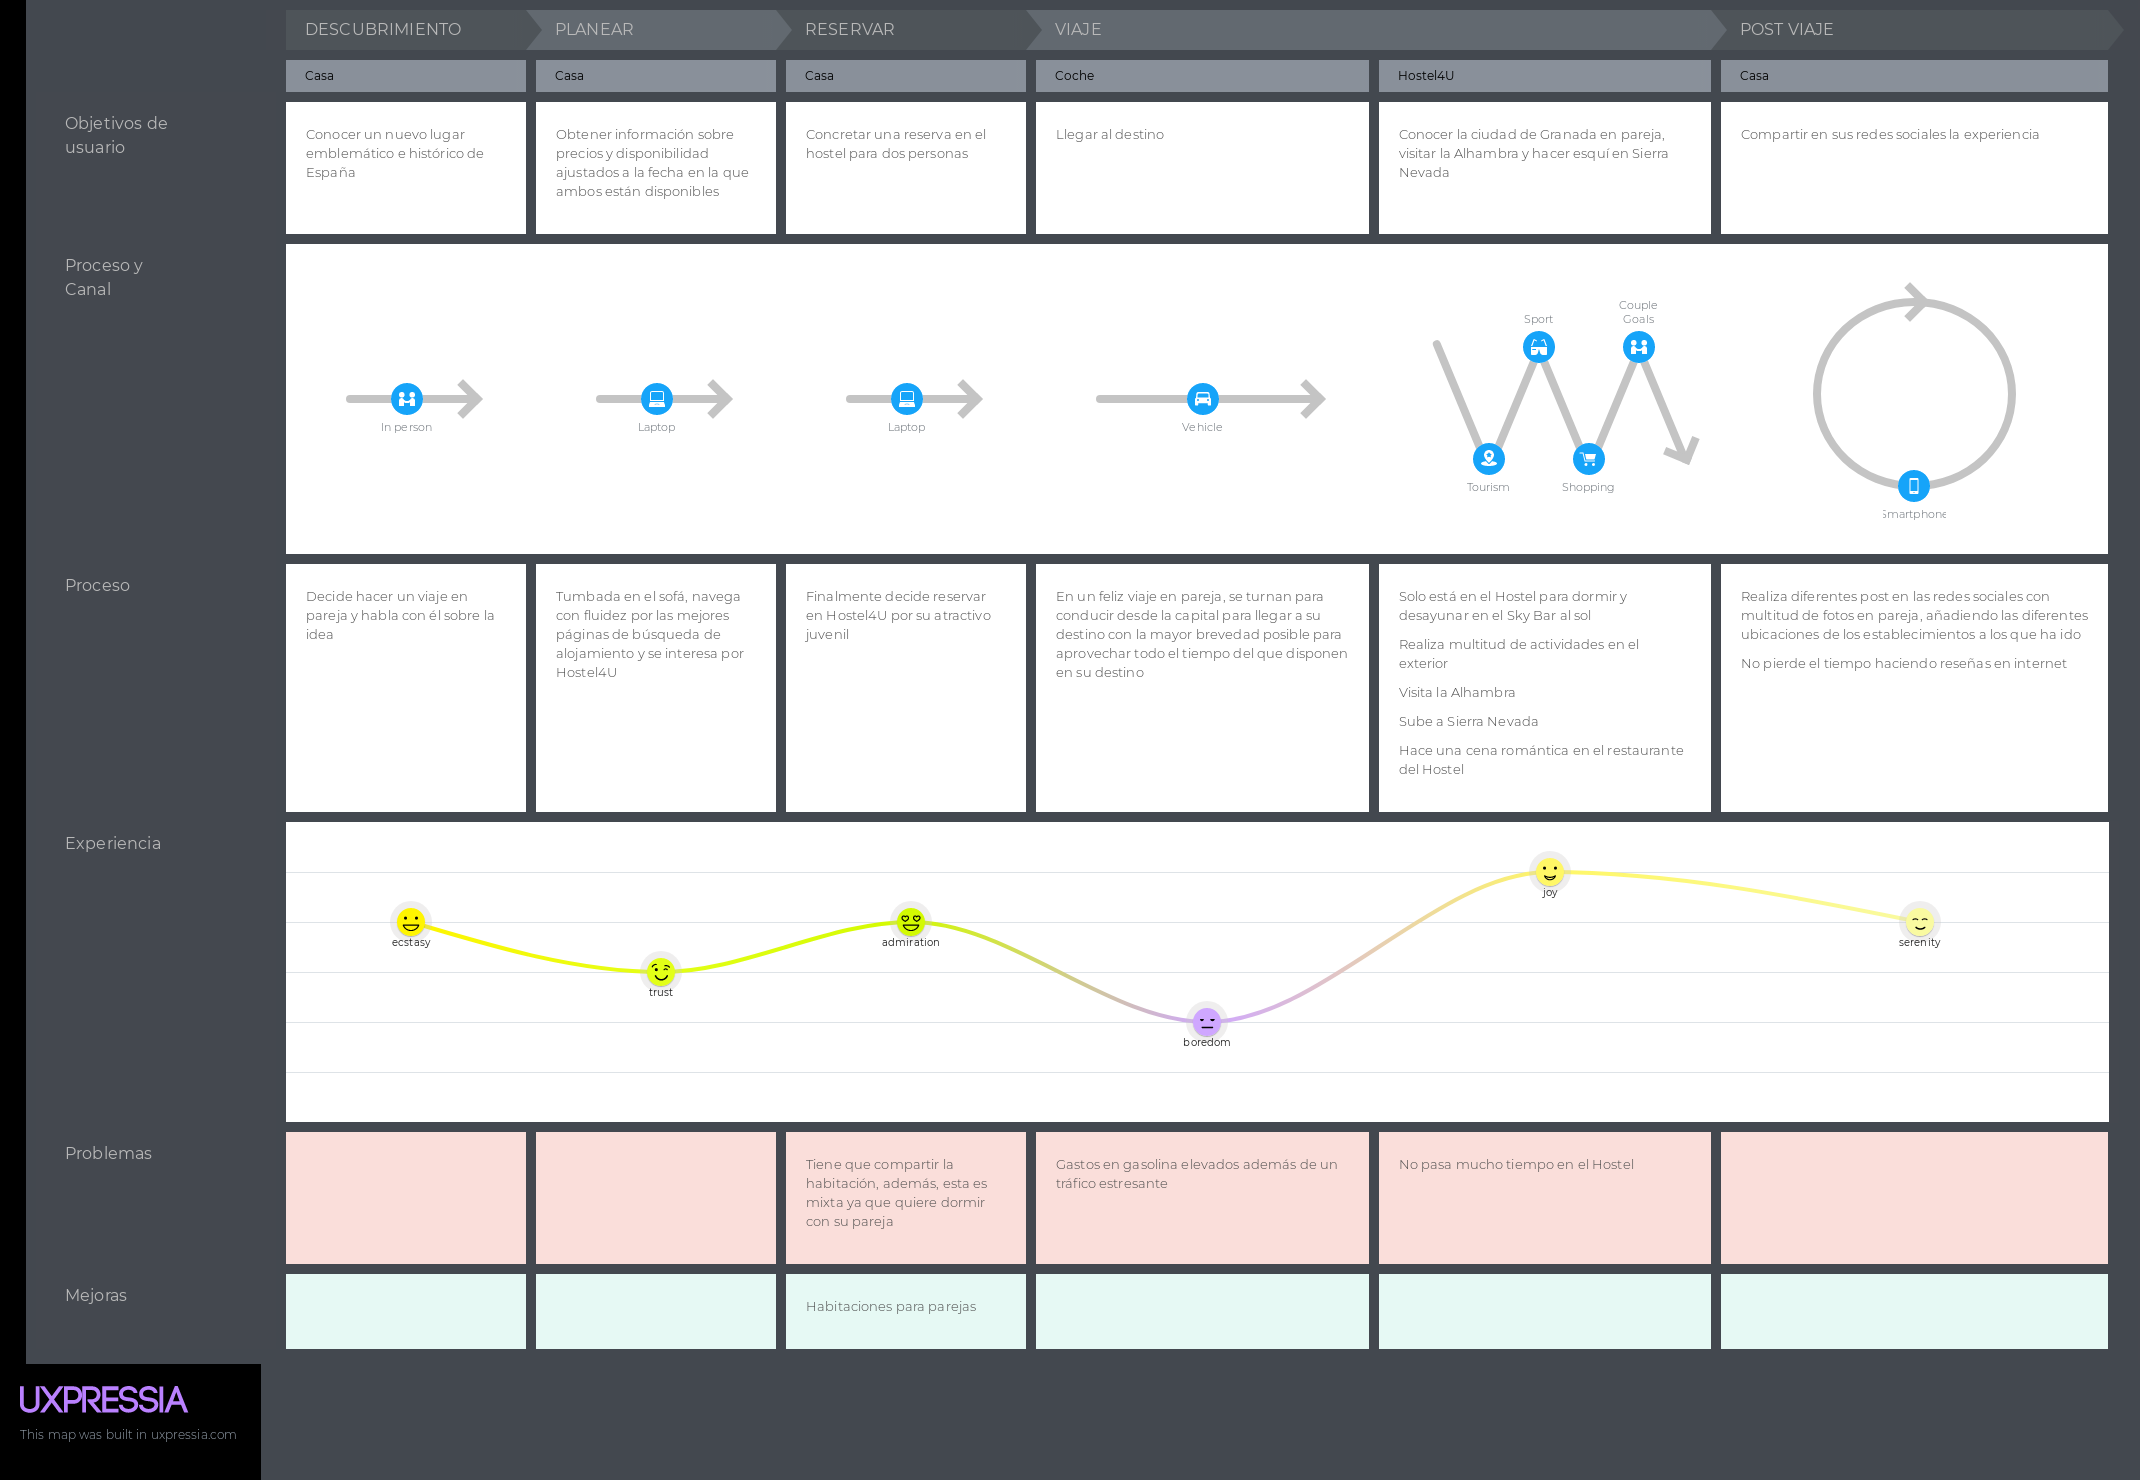 DESCUBRIMIENTO
PLANEAR
RESERVAR
VIAJE
POST VIAJE
Casa
Casa
Casa
Coche
Hostel4U
Casa
Objetivos de
usuario
Conocer un nuevo lugar
emblemático e histórico de
España
Obtener información sobre
precios y disponibilidad
ajustados a la fecha en la que
ambos están disponibles
Concretar una reserva en el
hostel para dos personas
Llegar al destino
Conocer la ciudad de Granada en pareja,
visitar la Alhambra y hacer esquí en Sierra
Nevada
Compartir en sus redes sociales la experiencia
Proceso y
Canal
In person
Laptop
Laptop
Vehicle
Tourism
Sport
Shopping
Couple
Goals
Smartphone
Proceso
Decide hacer un viaje en
pareja y habla con él sobre la
idea
Tumbada en el sofá, navega
con fluidez por las mejores
páginas de búsqueda de
alojamiento y se interesa por
Hostel4U
Finalmente decide reservar
en Hostel4U por su atractivo
juvenil
En un feliz viaje en pareja, se turnan para
conducir desde la capital para llegar a su
destino con la mayor brevedad posible para
aprovechar todo el tiempo del que disponen
en su destino
Solo está en el Hostel para dormir y
desayunar en el Sky Bar al sol
Realiza multitud de actividades en el
exterior
Visita la Alhambra
Sube a Sierra Nevada
Hace una cena romántica en el restaurante
del Hostel
Realiza diferentes post en las redes sociales con
multitud de fotos en pareja, añadiendo las diferentes
ubicaciones de los establecimientos a los que ha ido
No pierde el tiempo haciendo reseñas en internet
Experiencia
ecstasy
trust
admiration
boredom
joy
serenity
Problemas
Tiene que compartir la
habitación, además, esta es
mixta ya que quiere dormir
con su pareja
Gastos en gasolina elevados además de un
tráfico estresante
No pasa mucho tiempo en el Hostel
Mejoras
Habitaciones para parejas
UXPRESSIA
This map was built in uxpressia.com